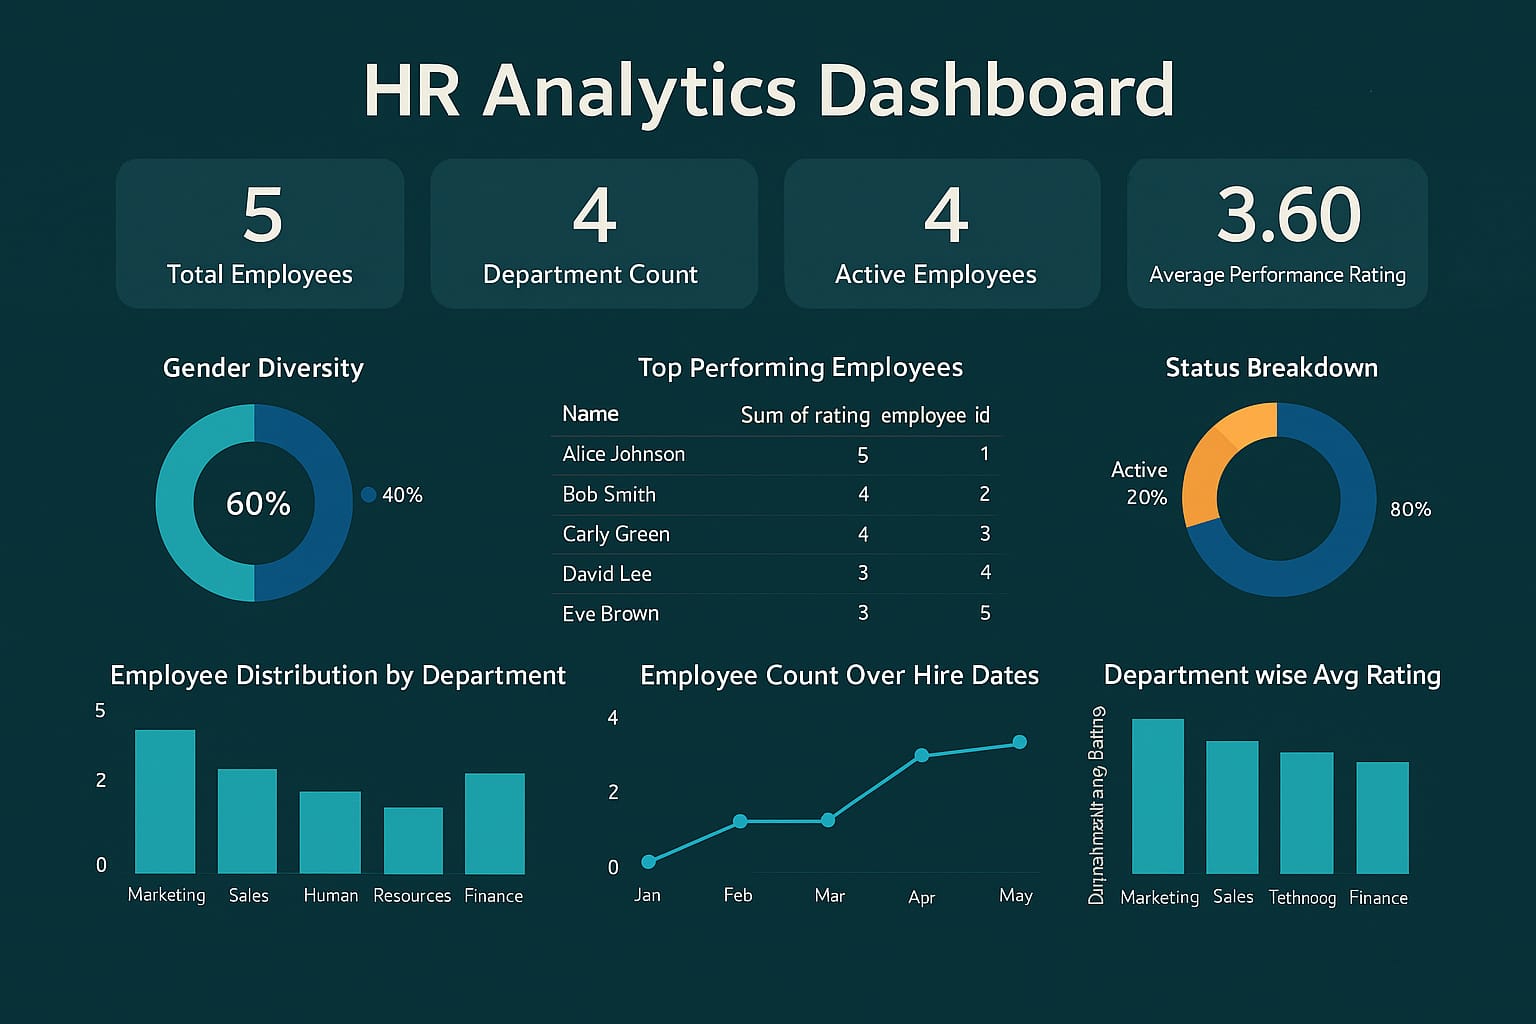 HR Analytics Dashboard
5
Total Employees
4
Department Count
4
Active Employees
3.60
Average Performance Rating
Gender Diversity
60%
40%
Top Performing Employees
Name Sum of rating employee id
Alice Johnson 5 1
Bob Smith 4 2
Carly Green 4 3
David Lee 3 4
Eve Brown 3 5
Status Breakdown
Active
20%
80%
Employee Distribution by Department
5
2
0
Marketing Sales Human Resources Finance
Employee Count Over Hire Dates
4
2
0
Jan Feb Mar Apr May
Department wise Avg Rating
Marketing Sales Tethnoog Finance